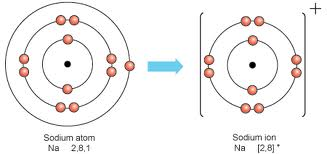 +
Sodium atom
Na 2,8,1
Sodium ion
Na [2,8]⁺